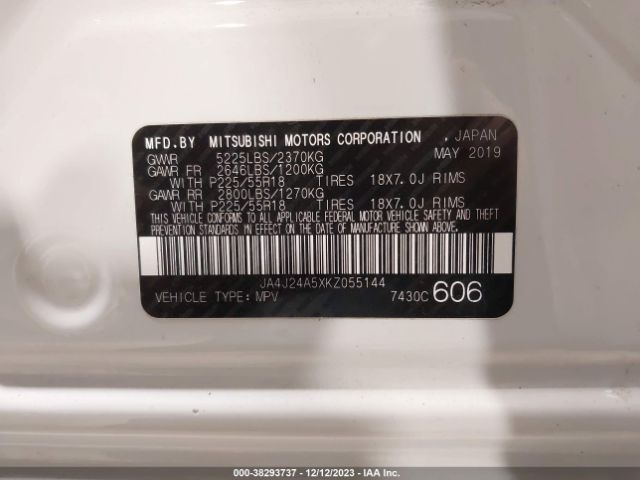 MFD.BY MITSUBISHI MOTORS CORPORATION , JAPAN
GVWR 5225LBS/2370KG MAY 2019
GAWR FR 2646LBS/1200KG
WITH P225/55R18 TIRES 18X7.0J RIMS
GAWR RR 2800LBS/1270KG
WITH P225/55R18 TIRES 18X7.0J RIMS
THIS VEHICLE CONFORMS TO ALL APPLICABLE FEDERAL MOTOR VEHICLE SAFETY AND THEFT
PREVENTION STANDARDS IN EFFECT ON THE DATE OF MANUFACTURE SHOWN ABOVE.
JA4J24A5XKZ055144
VEHICLE TYPE: MPV 7430C 606
000-38293737 - 12/12/2023 - IAA Inc.